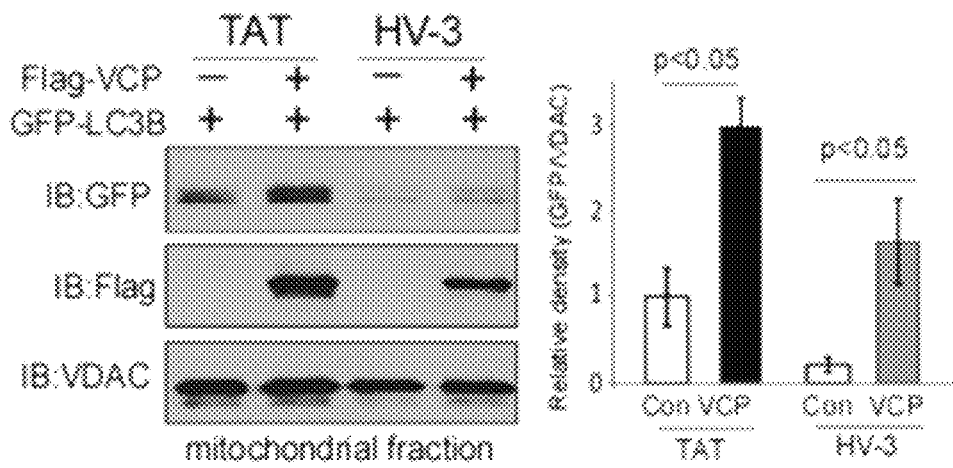 TAT HV-3
Flag-VCP − + − +
GFP-LC3B + + + +
IB:GFP
IB:Flag
IB:VDAC
mitochondrial fraction
Relative density (GFP/VDAC)
3
2
1
0
p<0.05
p<0.05
Con VCP Con VCP
TAT HV-3